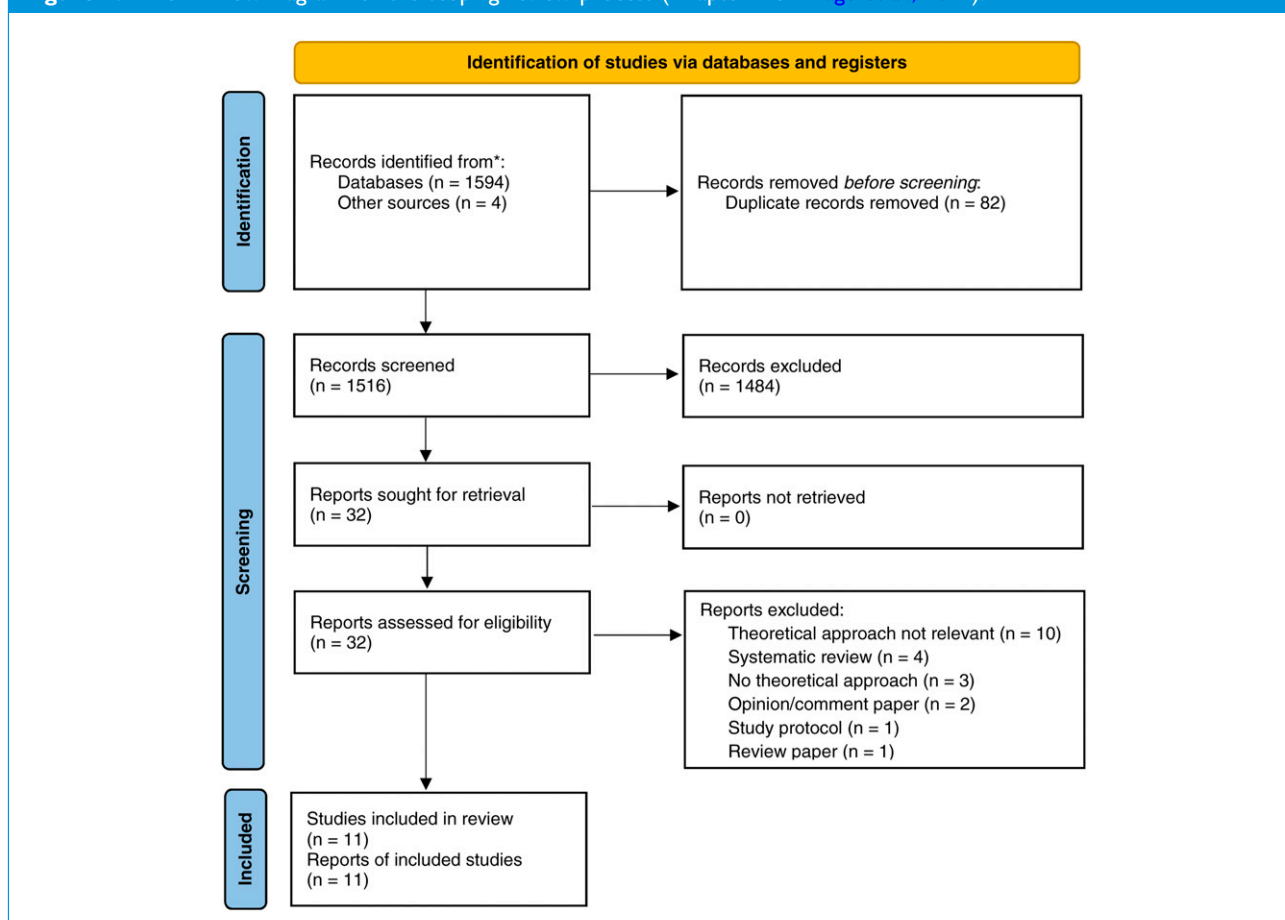 Identification of studies via databases and registers
Identification
Records identified from*:
Databases (n = 1594)
Other sources (n = 4)
Records removed before screening:
Duplicate records removed (n = 82)
Screening
Records screened
(n = 1516)
Records excluded
(n = 1484)
Reports sought for retrieval
(n = 32)
Reports not retrieved
(n = 0)
Reports assessed for eligibility
(n = 32)
Reports excluded:
Theoretical approach not relevant (n = 10)
Systematic review (n = 4)
No theoretical approach (n = 3)
Opinion/comment paper (n = 2)
Study protocol (n = 1)
Review paper (n = 1)
Included
Studies included in review
(n = 11)
Reports of included studies
(n = 11)